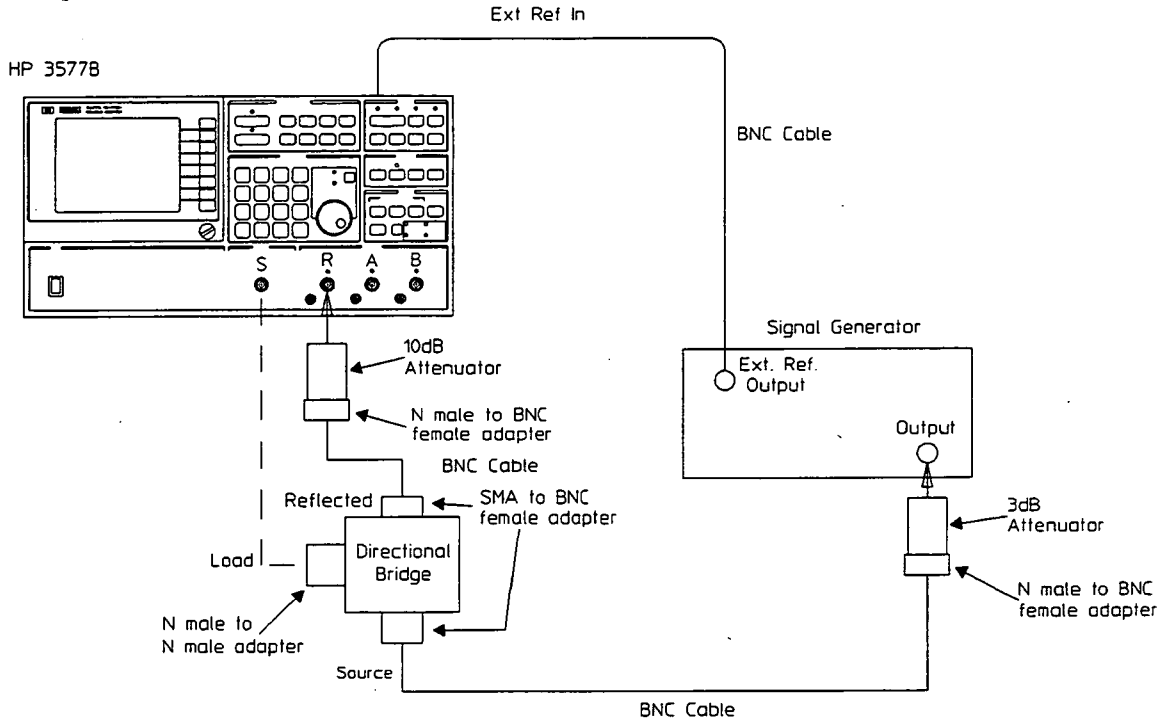 Ext Ref In
HP 3577B
BNC Cable
S
R
A
B
Signal Generator
10dB
Attenuator
Ext. Ref.
Output
N male to BNC
female adapter
Output
BNC Cable
Reflected
SMA to BNC
female adapter
3dB
Attenuator
Load
Directional
Bridge
N male to BNC
female adapter
N male to
N male adapter
Source
BNC Cable